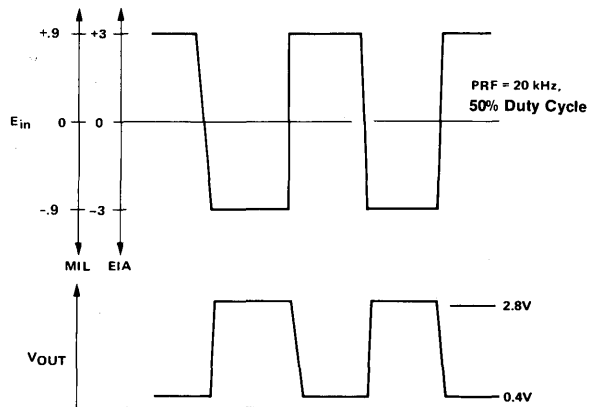 +.9 +3
PRF = 20 kHz,
50% Duty Cycle
Ein 0 0
-.9 -3
MIL EIA
2.8V
VOUT
0.4V